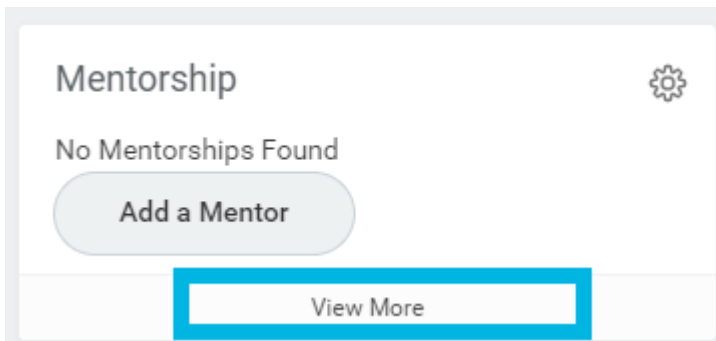 Mentorship
No Mentorships Found
Add a Mentor
View More